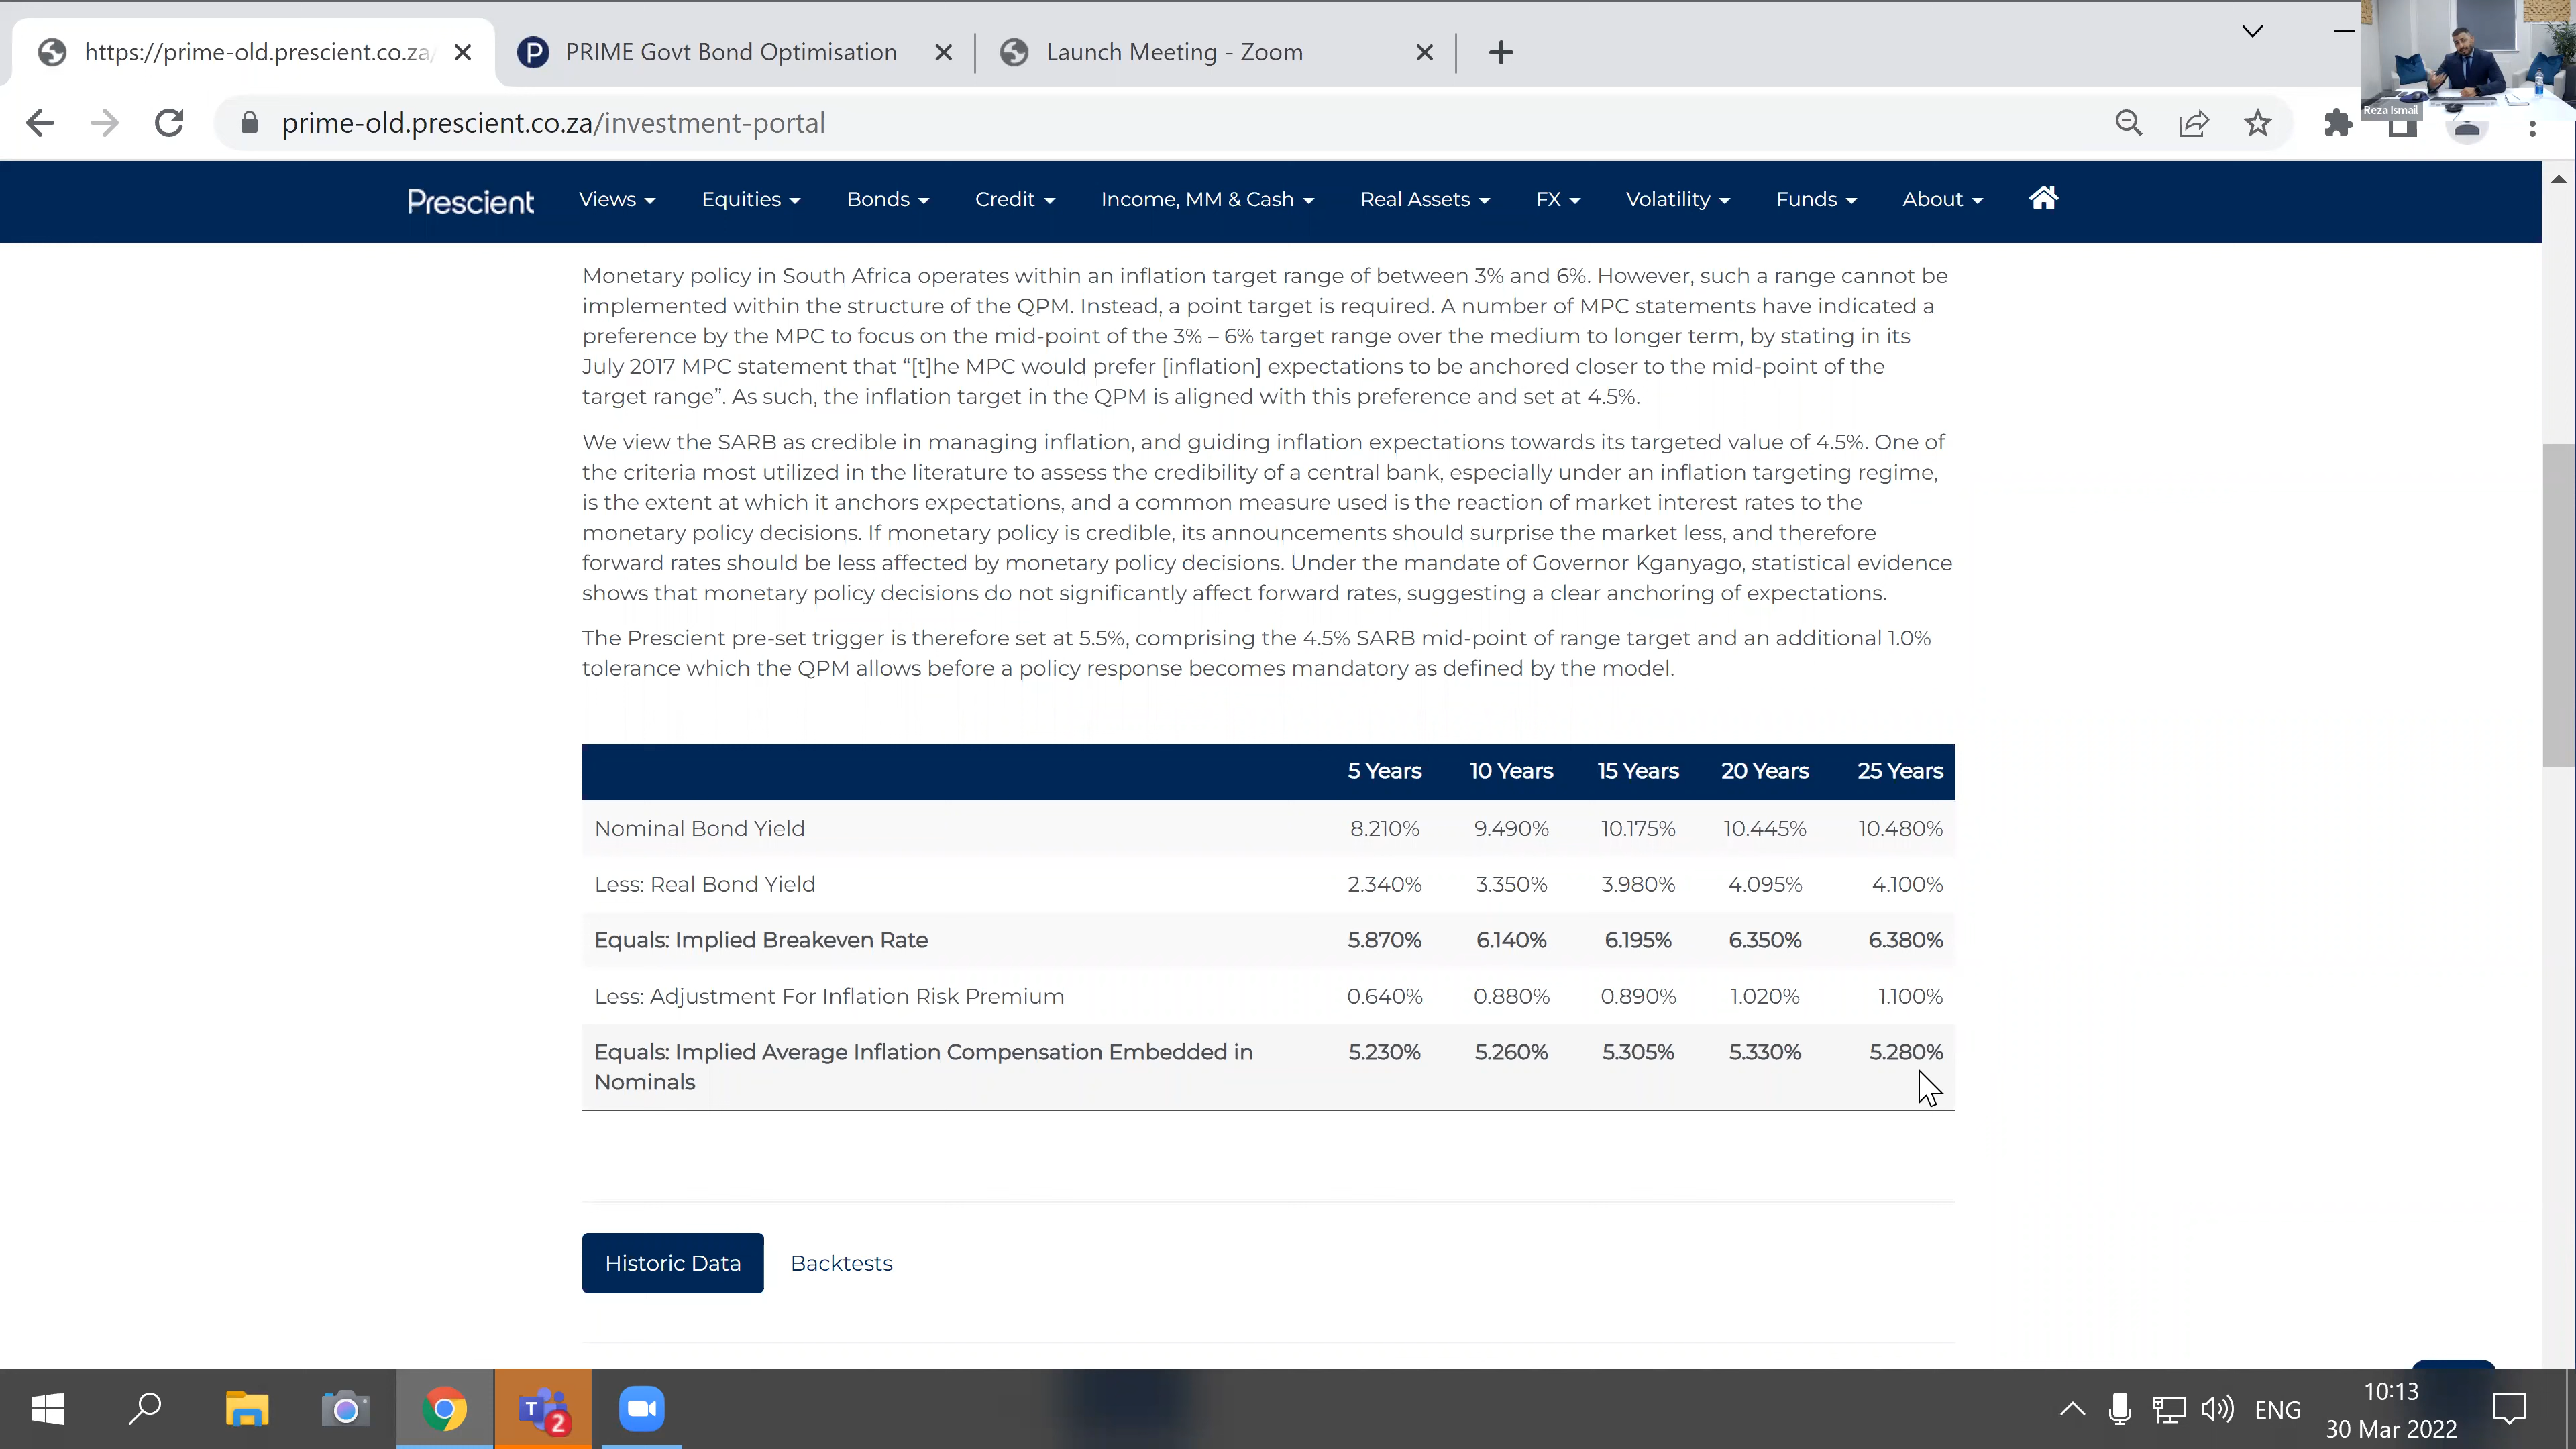 https://prime-old.prescient.co.za/
PRIME Govt Bond Optimisation
Launch Meeting - Zoom
Reza Ismail
prime-old.prescient.co.za/investment-portal
Prescient Views Equities Bonds Credit Income, MM & Cash Real Assets FX Volatility Funds About
Monetary policy in South Africa operates within an inflation target range of between 3% and 6%. However, such a range cannot be
implemented within the structure of the QPM. Instead, a point target is required. A number of MPC statements have indicated a
preference by the MPC to focus on the mid-point of the 3% – 6% target range over the medium to longer term, by stating in its
July 2017 MPC statement that “[t]he MPC would prefer [inflation] expectations to be anchored closer to the mid-point of the
target range”. As such, the inflation target in the QPM is aligned with this preference and set at 4.5%.
We view the SARB as credible in managing inflation, and guiding inflation expectations towards its targeted value of 4.5%. One of
the criteria most utilized in the literature to assess the credibility of a central bank, especially under an inflation targeting regime,
is the extent at which it anchors expectations, and a common measure used is the reaction of market interest rates to the
monetary policy decisions. If monetary policy is credible, its announcements should surprise the market less, and therefore
forward rates should be less affected by monetary policy decisions. Under the mandate of Governor Kganyago, statistical evidence
shows that monetary policy decisions do not significantly affect forward rates, suggesting a clear anchoring of expectations.
The Prescient pre-set trigger is therefore set at 5.5%, comprising the 4.5% SARB mid-point of range target and an additional 1.0%
tolerance which the QPM allows before a policy response becomes mandatory as defined by the model.
5 Years 10 Years 15 Years 20 Years 25 Years
Nominal Bond Yield 8.210% 9.490% 10.175% 10.445% 10.480%
Less: Real Bond Yield 2.340% 3.350% 3.980% 4.095% 4.100%
Equals: Implied Breakeven Rate 5.870% 6.140% 6.195% 6.350% 6.380%
Less: Adjustment For Inflation Risk Premium 0.640% 0.880% 0.890% 1.020% 1.100%
Equals: Implied Average Inflation Compensation Embedded in 5.230% 5.260% 5.305% 5.330% 5.280%
Nominals
Historic Data Backtests
T 2
ENG
10:13
30 Mar 2022